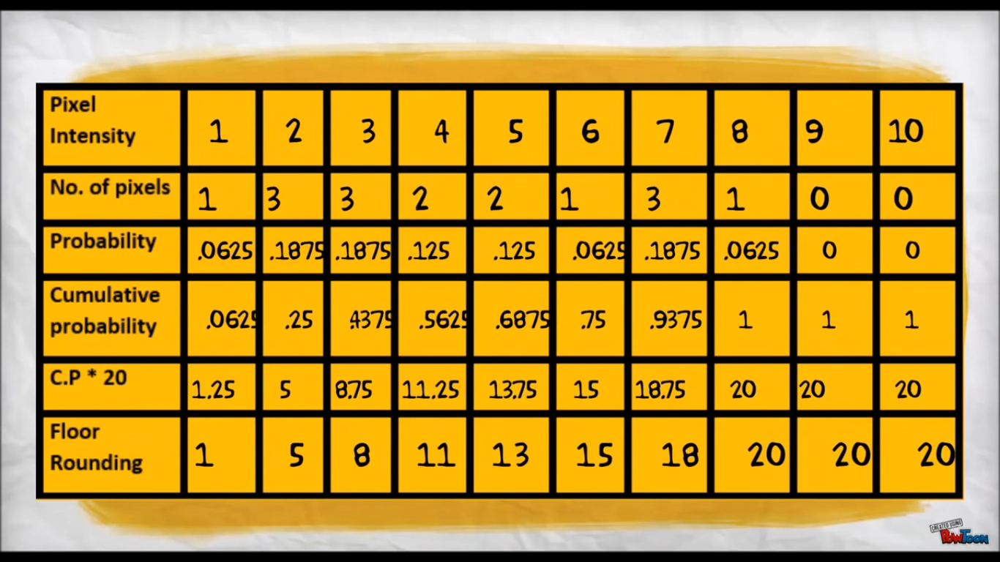 Pixel Intensity 1 2 3 4 5 6 7 8 9 10
No. of pixels 1 3 3 2 2 1 3 1 0 0
Probability .0625 .1875 .1875 .125 .125 .0625 .1875 .0625 0 0
Cumulative probability .0625 .25 .4375 .5625 .6875 .75 .9375 1 1 1
C.P * 20 1.25 5 8.75 11.25 13.75 15 18.75 20 20 20
Floor Rounding 1 5 8 11 13 15 18 20 20 20
CREATED USING
POWTOON